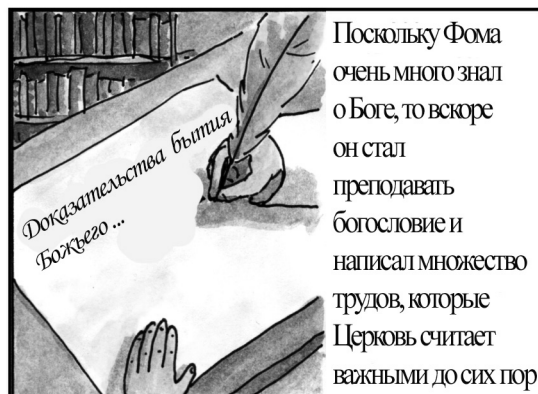 Доказательства бытия
Божьего ...
Поскольку Фома
очень много знал
о Боге, то вскоре
он стал
преподавать
богословие и
написал множество
трудов, которые
Церковь считает
важными до сих пор